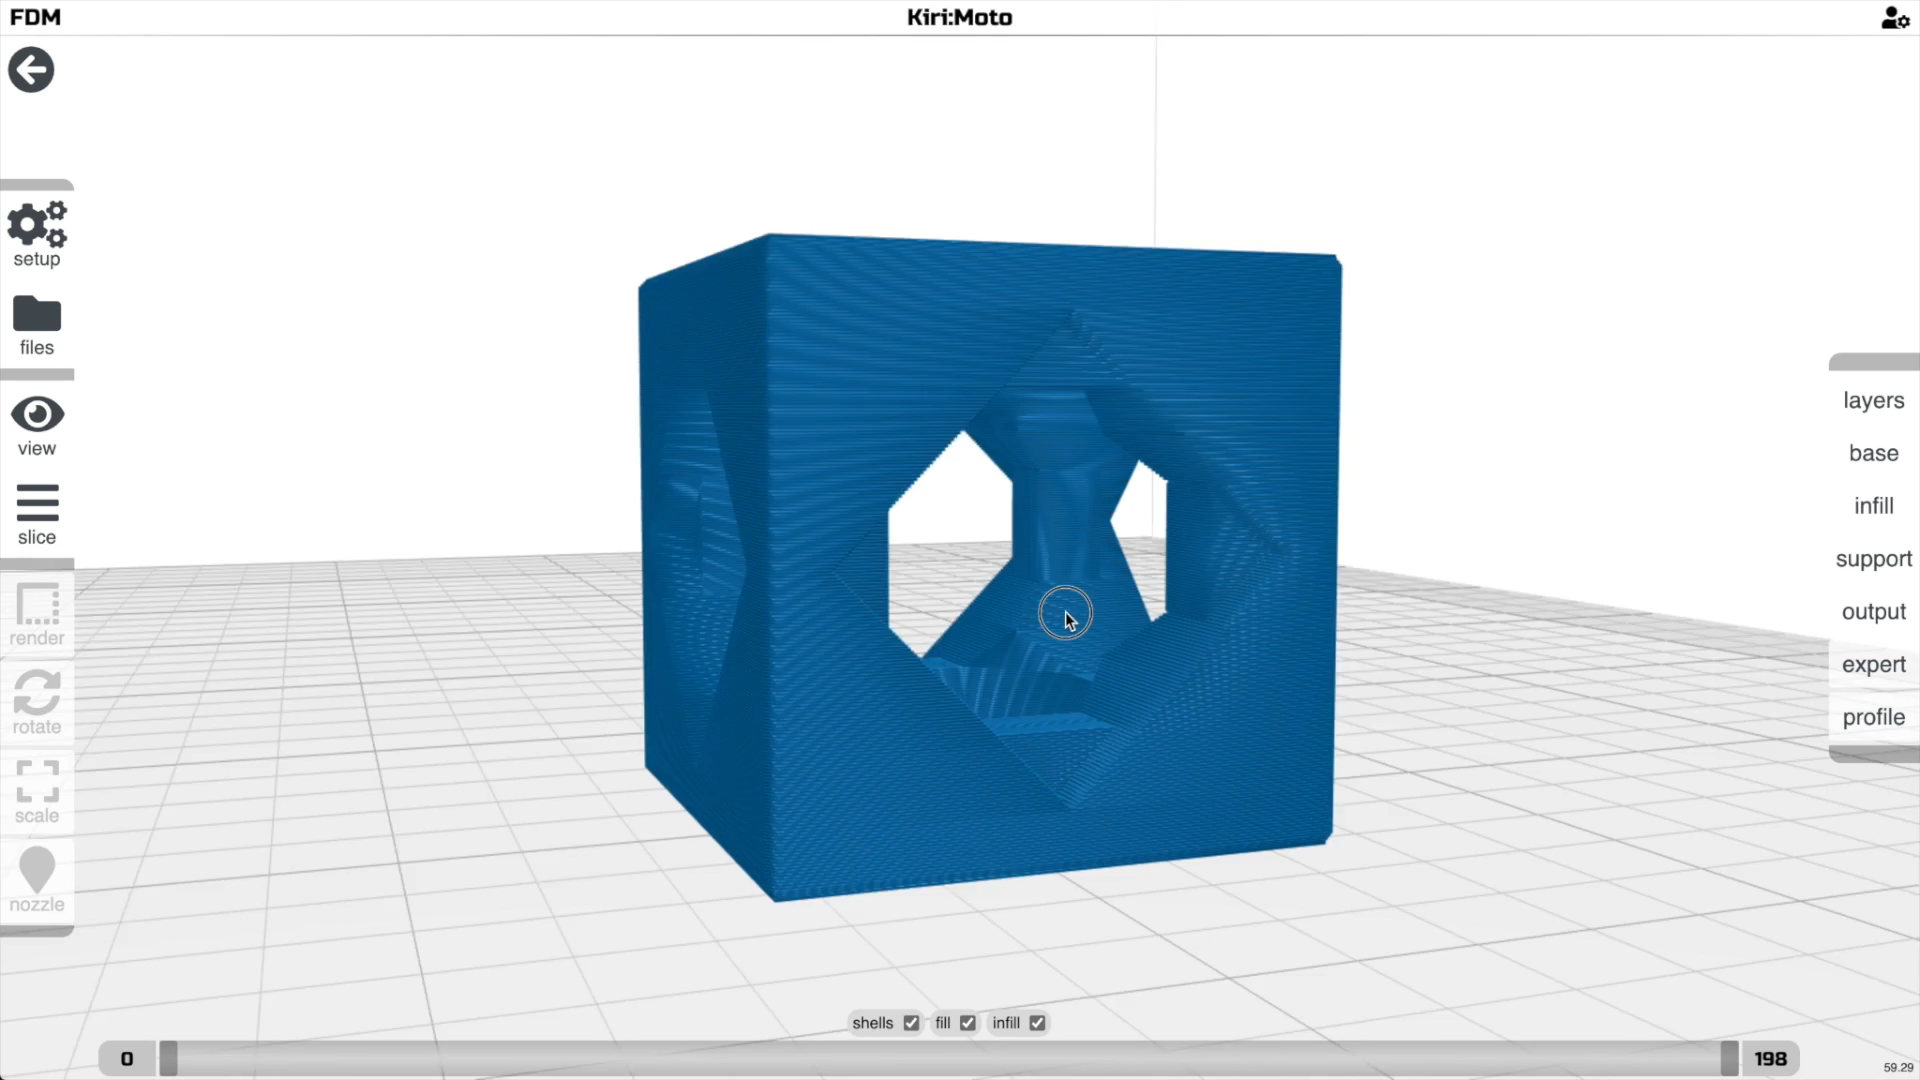 FDM
Kiri:Moto
setup
files
view
slice
render
rotate
scale
nozzle
layers
base
infill
support
output
expert
profile
shells fill infill
0
198
59.29